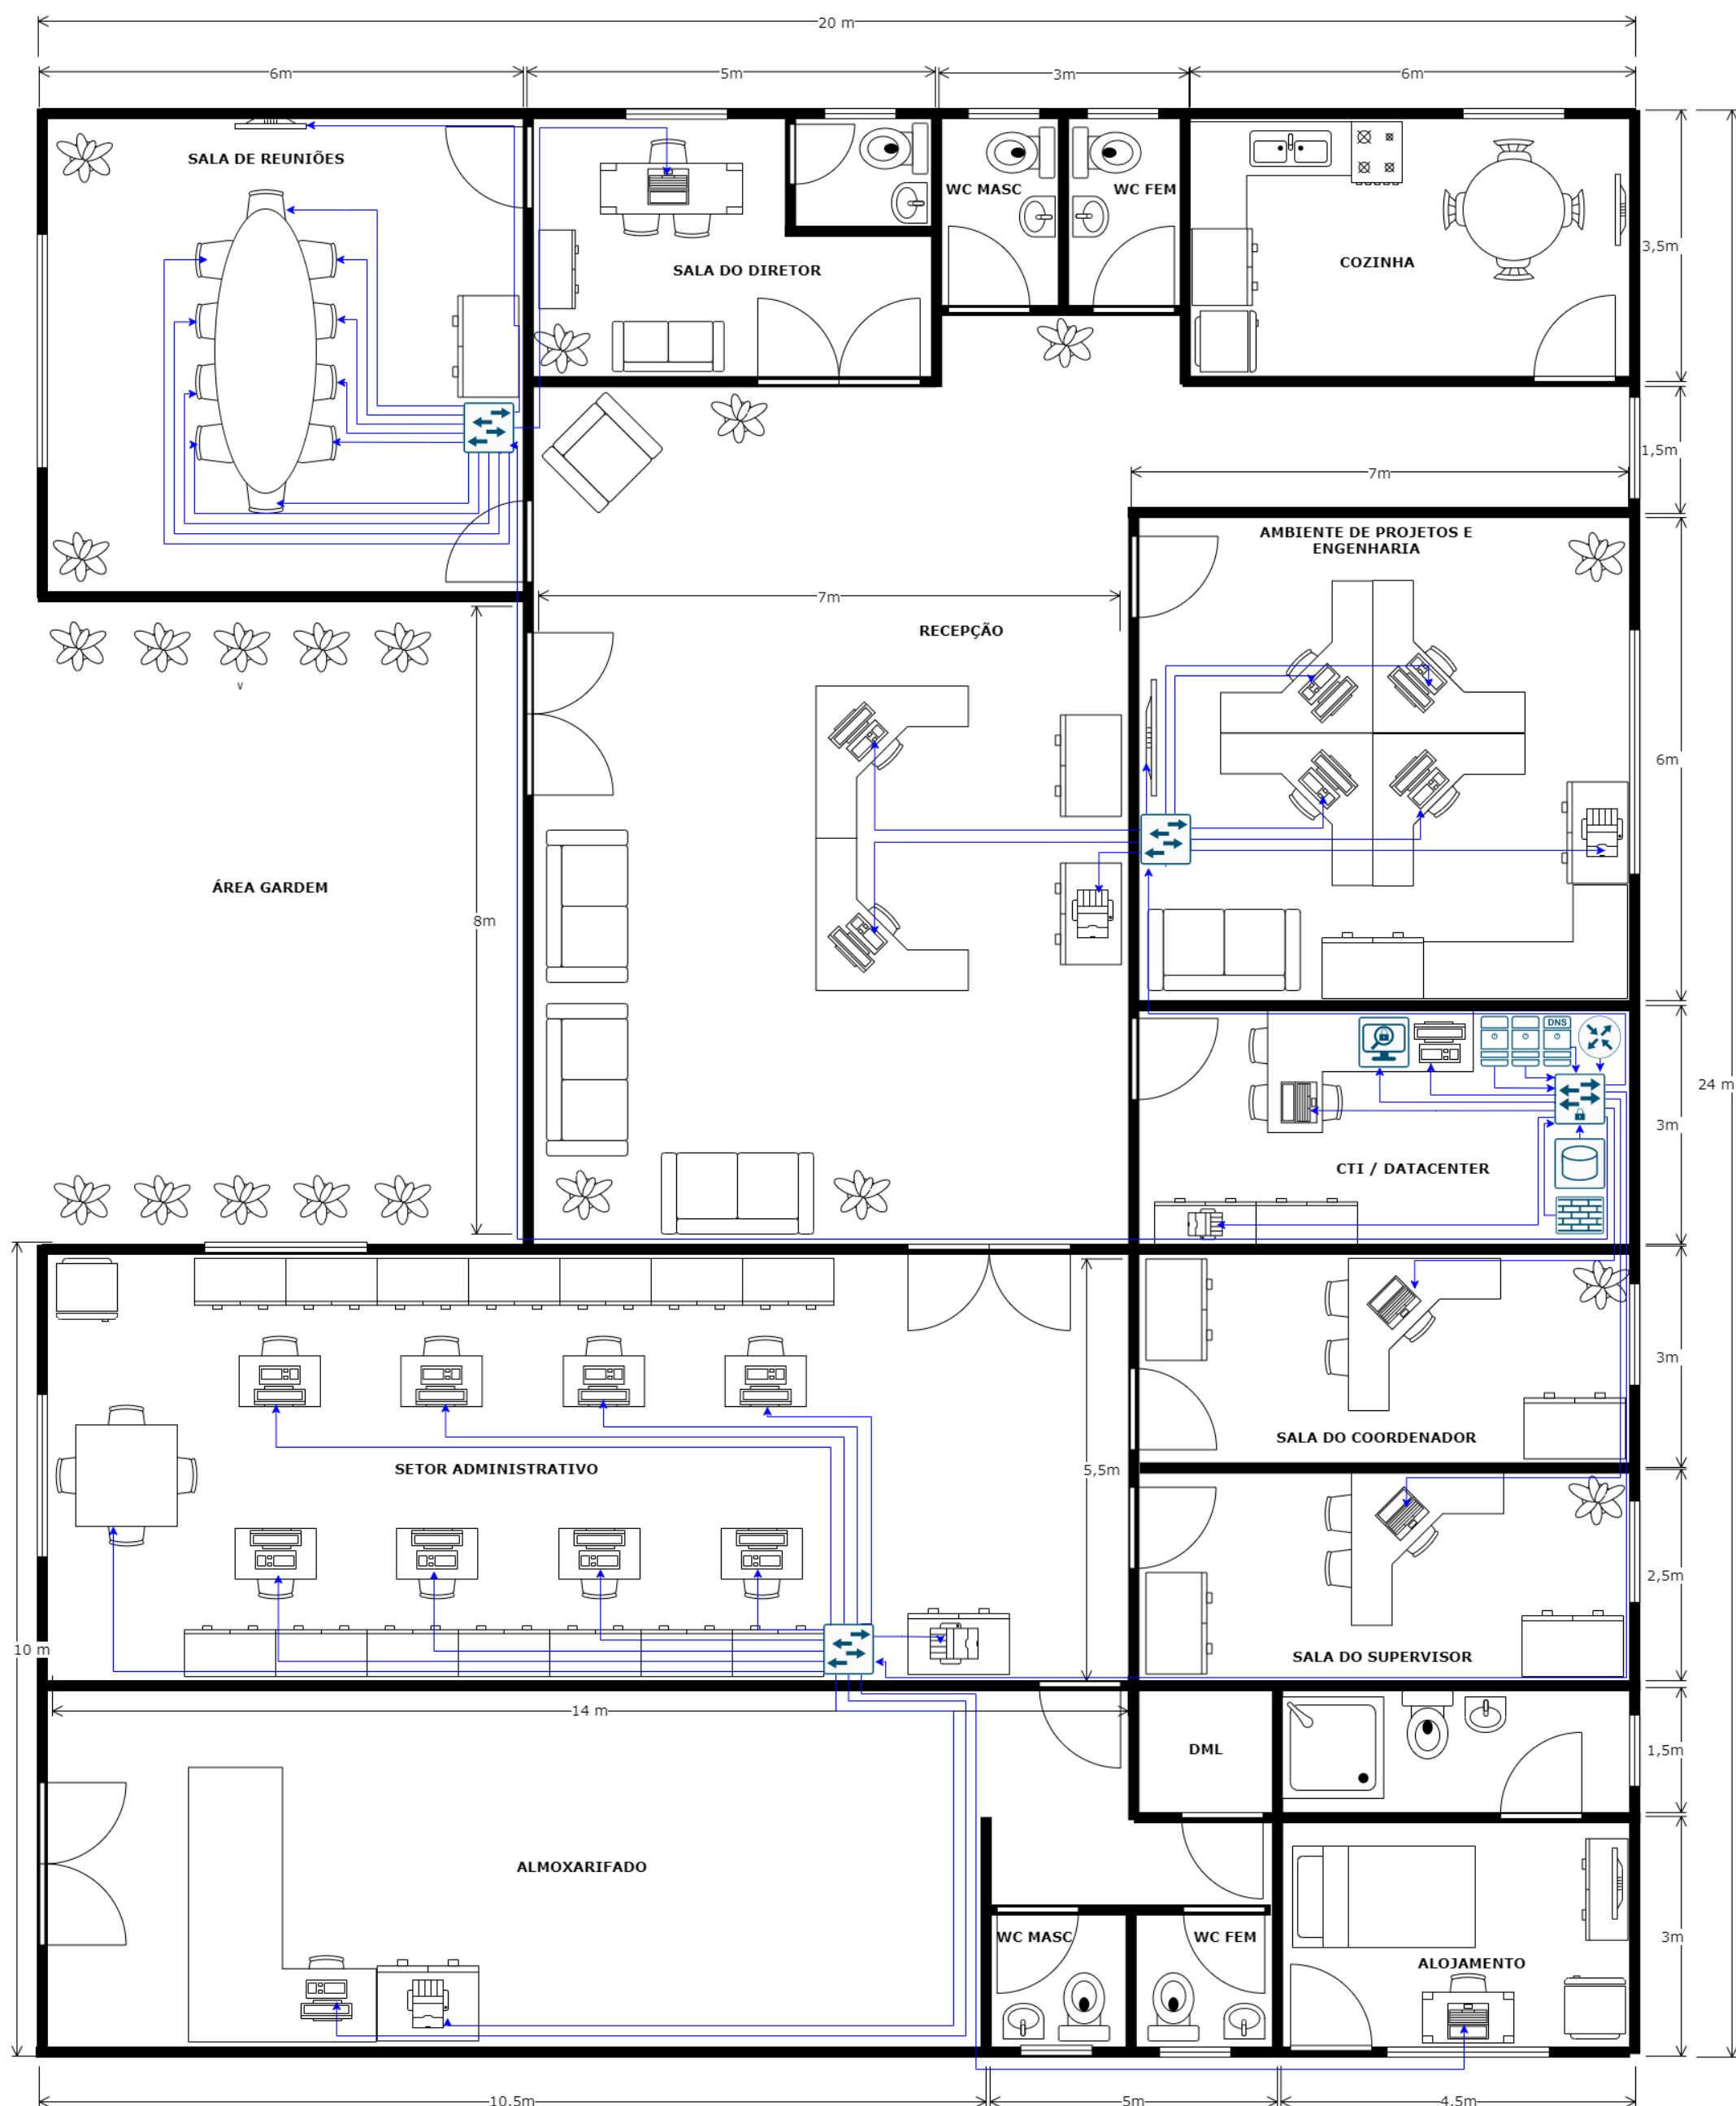 20 m
6m
5m
3m
6m
SALA DE REUNIÕES
WC MASC
WC FEM
3,5m
SALA DO DIRETOR
COZINHA
1,5m
7m
AMBIENTE DE PROJETOS E
ENGENHARIA
7m
RECEPÇÃO
v
6m
ÁREA GARDEM
8m
DNS
24 m
3m
CTI / DATACENTER
3m
SALA DO COORDENADOR
SETOR ADMINISTRATIVO
5,5m
2,5m
10 m
SALA DO SUPERVISOR
14 m
DML
1,5m
ALMOXARIFADO
WC MASC
WC FEM
3m
ALOJAMENTO
10,5m
5m
4,5m